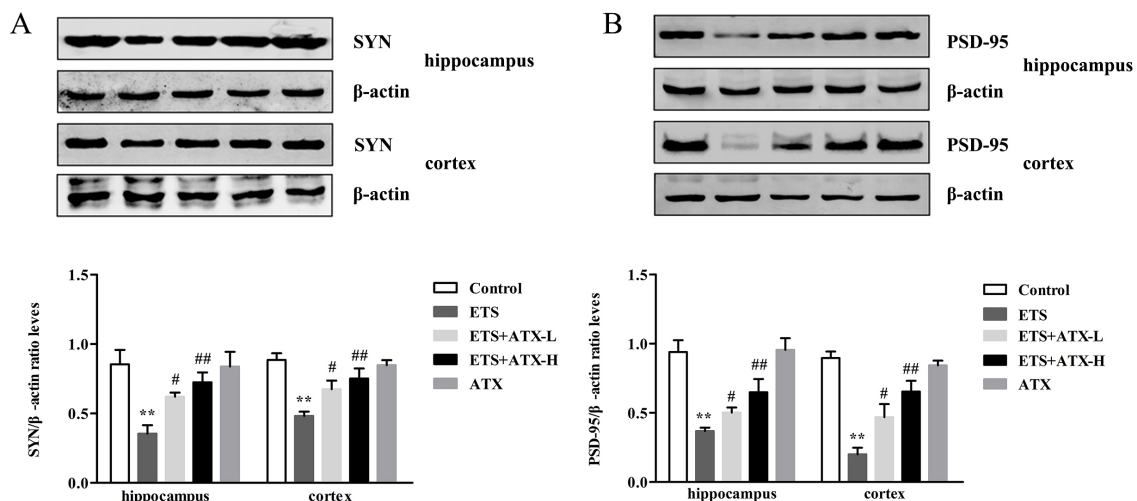 A
SYN
hippocampus
β-actin
SYN
cortex
β-actin
B
PSD-95
hippocampus
β-actin
PSD-95
cortex
β-actin
SYN/β -actin ratio leves
1.5
1.0
0.5
0.0
**
#
##
**
#
##
hippocampus
cortex
Control
ETS
ETS+ATX-L
ETS+ATX-H
ATX
PSD-95/β -actin ratio leves
1.5
1.0
0.5
0.0
**
#
##
**
#
##
hippocampus
cortex
Control
ETS
ETS+ATX-L
ETS+ATX-H
ATX